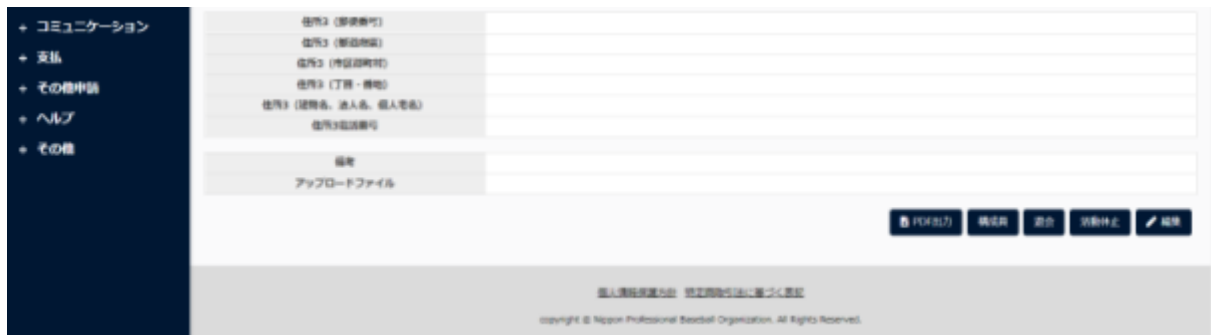 + コミュニケーション
+ 支払
+ その他申請
+ ヘルプ
+ その他
住所3（郵便番号）
住所3（都道府県）
住所3（市区郡町村）
住所3（丁目・番地）
住所3（建物名、法人名、個人宅名）
住所3電話番号
備考
アップロードファイル
PDF出力 構成員 退会 活動休止 編集
個人情報保護方針 特定商取引法に基づく表記
copyright © Nippon Professional Baseball Organization. All Rights Reserved.